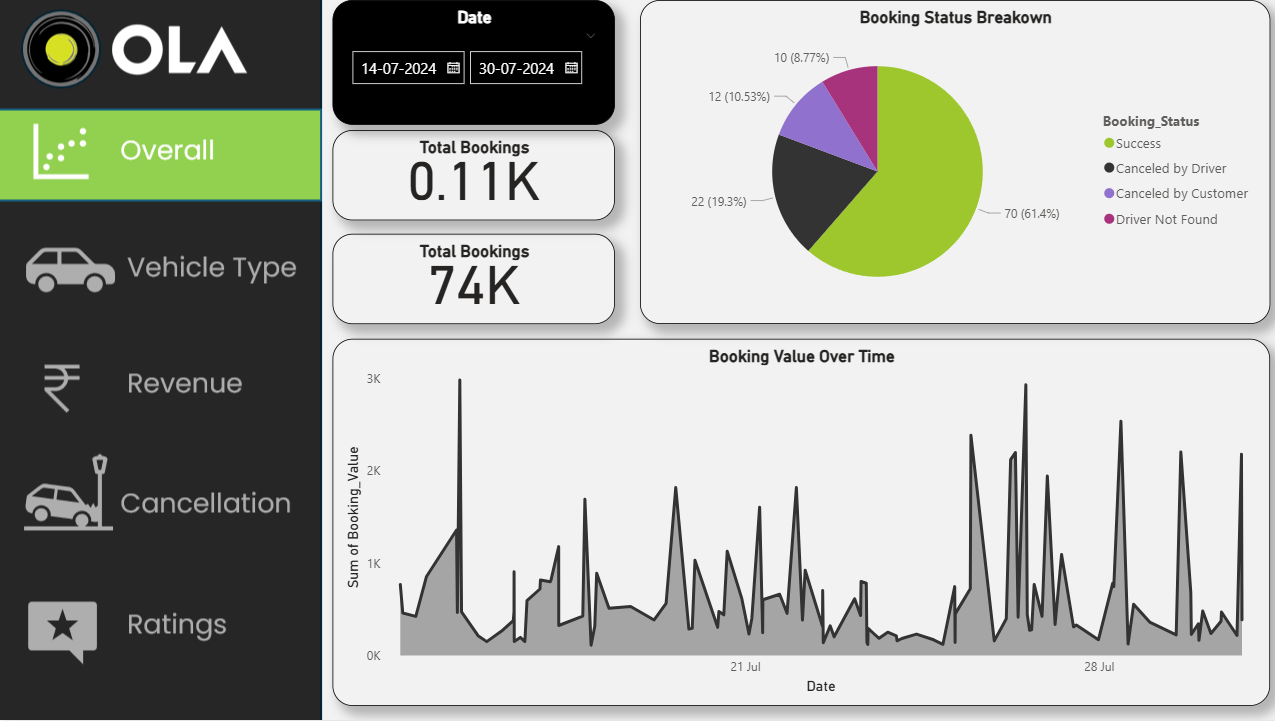 OLA
Overall
Vehicle Type
Revenue
Cancellation
Ratings
Date
14-07-2024 30-07-2024
Total Bookings
0.11K
Total Bookings
74K
Booking Status Breakown
10 (8.77%)
12 (10.53%)
22 (19.3%)
70 (61.4%)
Booking_Status
Success
Canceled by Driver
Canceled by Customer
Driver Not Found
Booking Value Over Time
Sum of Booking_Value
3K
2K
1K
0K
21 Jul 28 Jul
Date